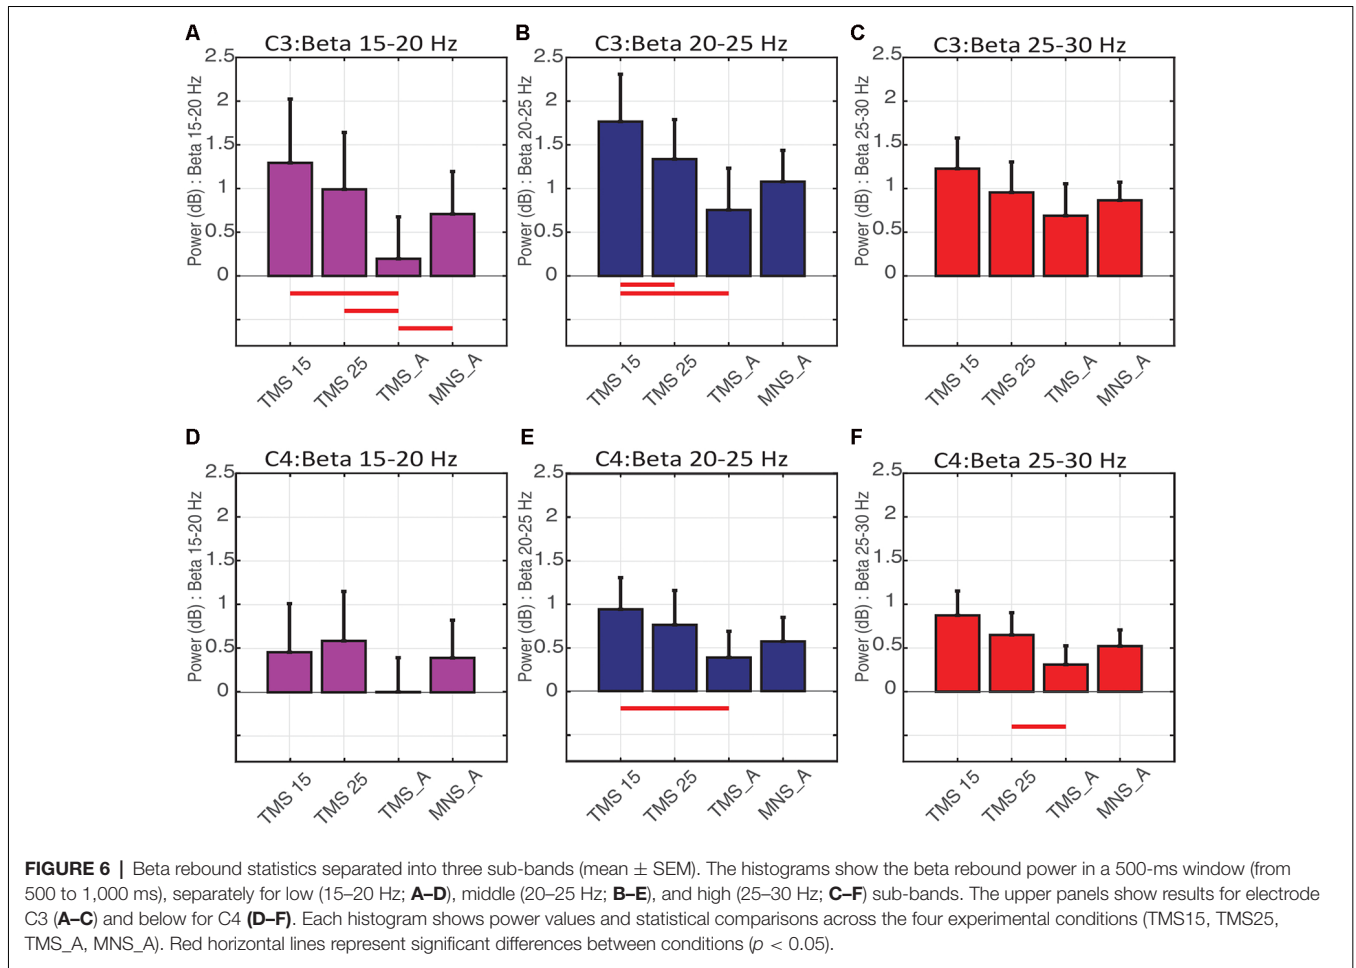 A
C3:Beta 15-20 Hz
Power (dB) : Beta 15-20 Hz
2.5
2
1.5
1
0.5
0
TMS 15
TMS 25
TMS_A
MNS_A
B
C3:Beta 20-25 Hz
Power (dB) : Beta 20-25 Hz
2.5
2
1.5
1
0.5
0
TMS 15
TMS 25
TMS_A
MNS_A
C
C3:Beta 25-30 Hz
Power (dB) : Beta 25-30 Hz
2.5
2
1.5
1
0.5
0
TMS 15
TMS 25
TMS_A
MNS_A
D
C4:Beta 15-20 Hz
Power (dB) : Beta 15-20 Hz
2.5
2
1.5
1
0.5
0
TMS 15
TMS 25
TMS_A
MNS_A
E
C4:Beta 20-25 Hz
Power (dB) : Beta 20-25 Hz
2.5
2
1.5
1
0.5
0
TMS 15
TMS 25
TMS_A
MNS_A
F
C4:Beta 25-30 Hz
Power (dB) : Beta 25-30 Hz
2.5
2
1.5
1
0.5
0
TMS 15
TMS 25
TMS_A
MNS_A
FIGURE 6 | Beta rebound statistics separated into three sub-bands (mean ± SEM). The histograms show the beta rebound power in a 500-ms window (from
500 to 1,000 ms), separately for low (15–20 Hz; A–D), middle (20–25 Hz; B–E), and high (25–30 Hz; C–F) sub-bands. The upper panels show results for electrode
C3 (A–C) and below for C4 (D–F). Each histogram shows power values and statistical comparisons across the four experimental conditions (TMS15, TMS25,
TMS_A, MNS_A). Red horizontal lines represent significant differences between conditions (p < 0.05).